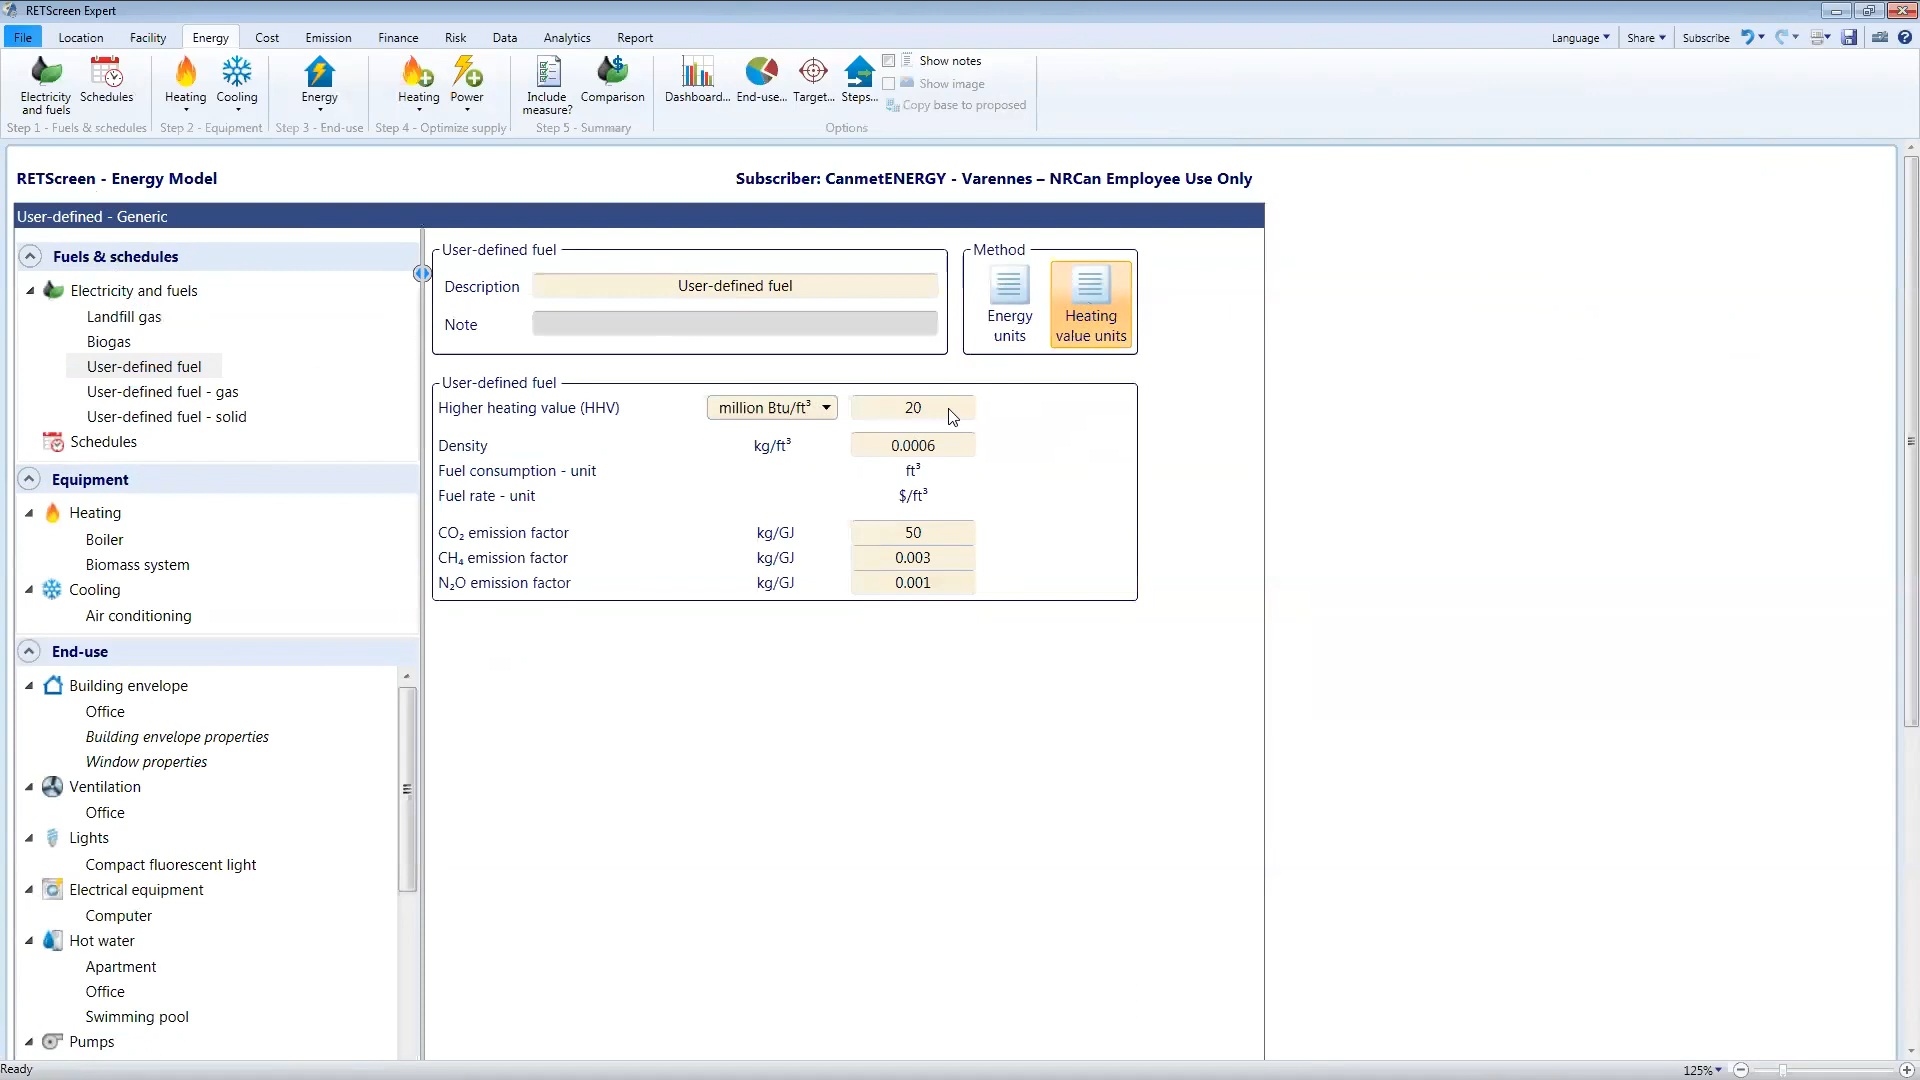 RETScreen Expert
File Location Facility Energy Cost Emission Finance Risk Data Analytics Report Language Share Subscribe
Electricity and fuels
Schedules
Step 1 - Fuels & schedules
Heating
Cooling
Step 2 - Equipment
Energy
Step 3 - End-use
Heating
Power
Step 4 - Optimize supply
Include measure?
Comparison
Step 5 - Summary
Dashboard...
End-use...
Target...
Steps...
Show notes
Show image
Copy base to proposed
Options
RETScreen - Energy Model
Subscriber: CanmetENERGY - Varennes – NRCan Employee Use Only
User-defined - Generic
Fuels & schedules
Electricity and fuels
Landfill gas
Biogas
User-defined fuel
User-defined fuel - gas
User-defined fuel - solid
Schedules
Equipment
Heating
Boiler
Biomass system
Cooling
Air conditioning
End-use
Building envelope
Office
Building envelope properties
Window properties
Ventilation
Office
Lights
Compact fluorescent light
Electrical equipment
Computer
Hot water
Apartment
Office
Swimming pool
Pumps
User-defined fuel
Description User-defined fuel
Note
Method
Energy units
Heating value units
User-defined fuel
Higher heating value (HHV) million Btu/ft³ 20
Density kg/ft³ 0.0006
Fuel consumption - unit ft³
Fuel rate - unit $/ft³
CO₂ emission factor kg/GJ 50
CH₄ emission factor kg/GJ 0.003
N₂O emission factor kg/GJ 0.001
Ready
125%